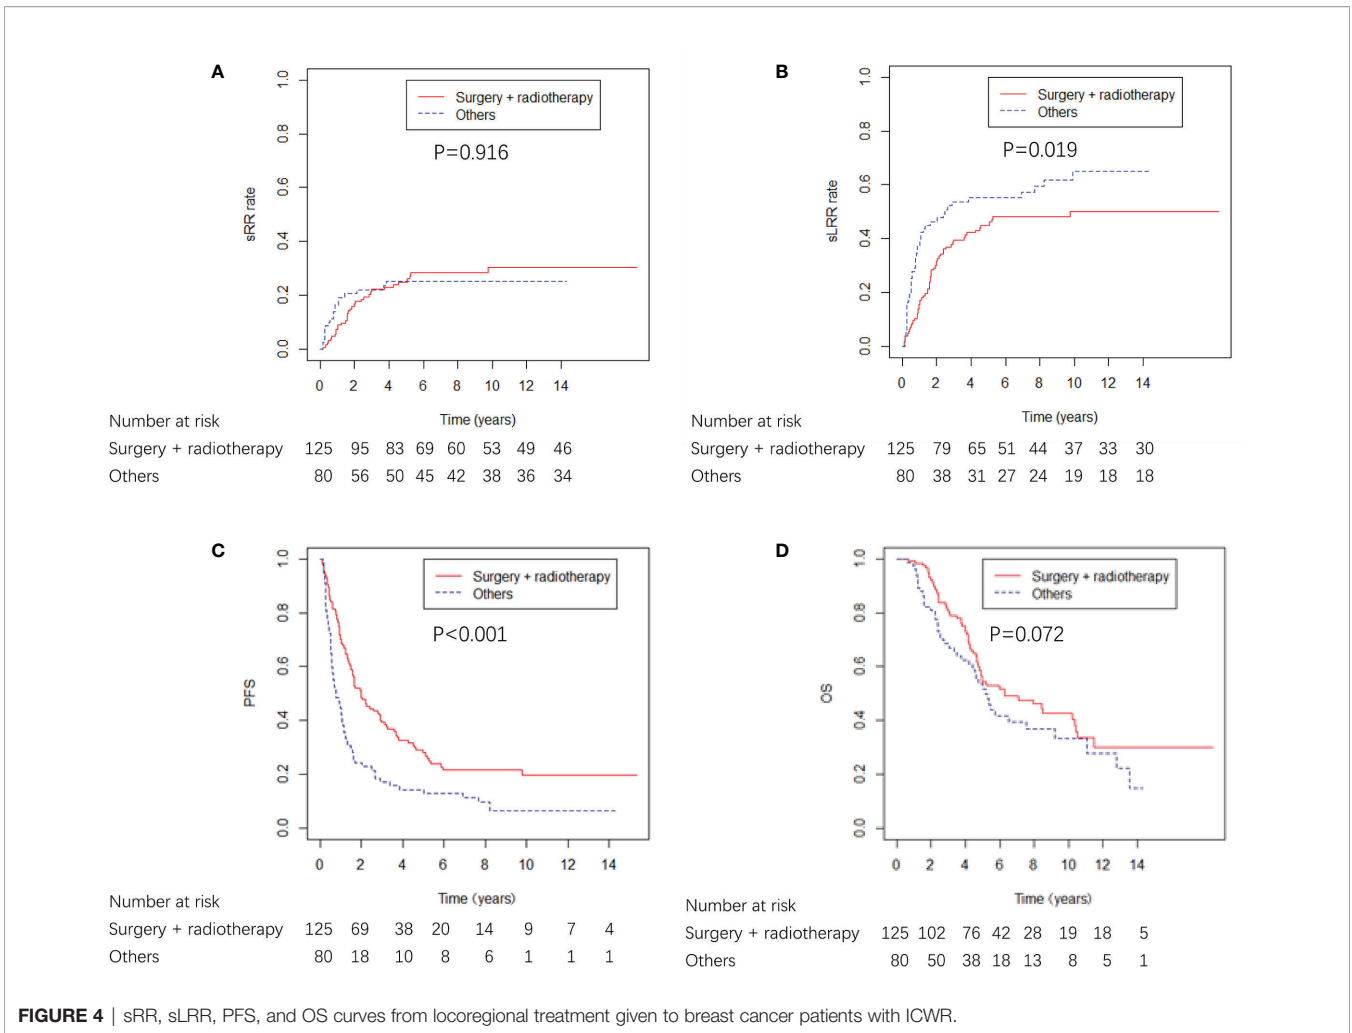 A
1.0
0.8
0.6
0.4
0.2
0.0
sRR rate
Surgery + radiotherapy
Others
P=0.916
0 2 4 6 8 10 12 14
Time (years)
Number at risk
Surgery + radiotherapy 125 95 83 69 60 53 49 46
Others 80 56 50 45 42 38 36 34
B
1.0
0.8
0.6
0.4
0.2
0.0
sLRR rate
Surgery + radiotherapy
Others
P=0.019
0 2 4 6 8 10 12 14
Time (years)
Number at risk
Surgery + radiotherapy 125 79 65 51 44 37 33 30
Others 80 38 31 27 24 19 18 18
C
1.0
0.8
0.6
0.4
0.2
0.0
PFS
Surgery + radiotherapy
Others
P<0.001
0 2 4 6 8 10 12 14
Time (years)
Number at risk
Surgery + radiotherapy 125 69 38 20 14 9 7 4
Others 80 18 10 8 6 1 1 1
D
1.0
0.8
0.6
0.4
0.2
0.0
OS
Surgery + radiotherapy
Others
P=0.072
0 2 4 6 8 10 12 14
Time (years)
Number at risk
Surgery + radiotherapy 125 102 76 42 28 19 18 5
Others 80 50 38 18 13 8 5 1
FIGURE 4 | sRR, sLRR, PFS, and OS curves from locoregional treatment given to breast cancer patients with ICWR.